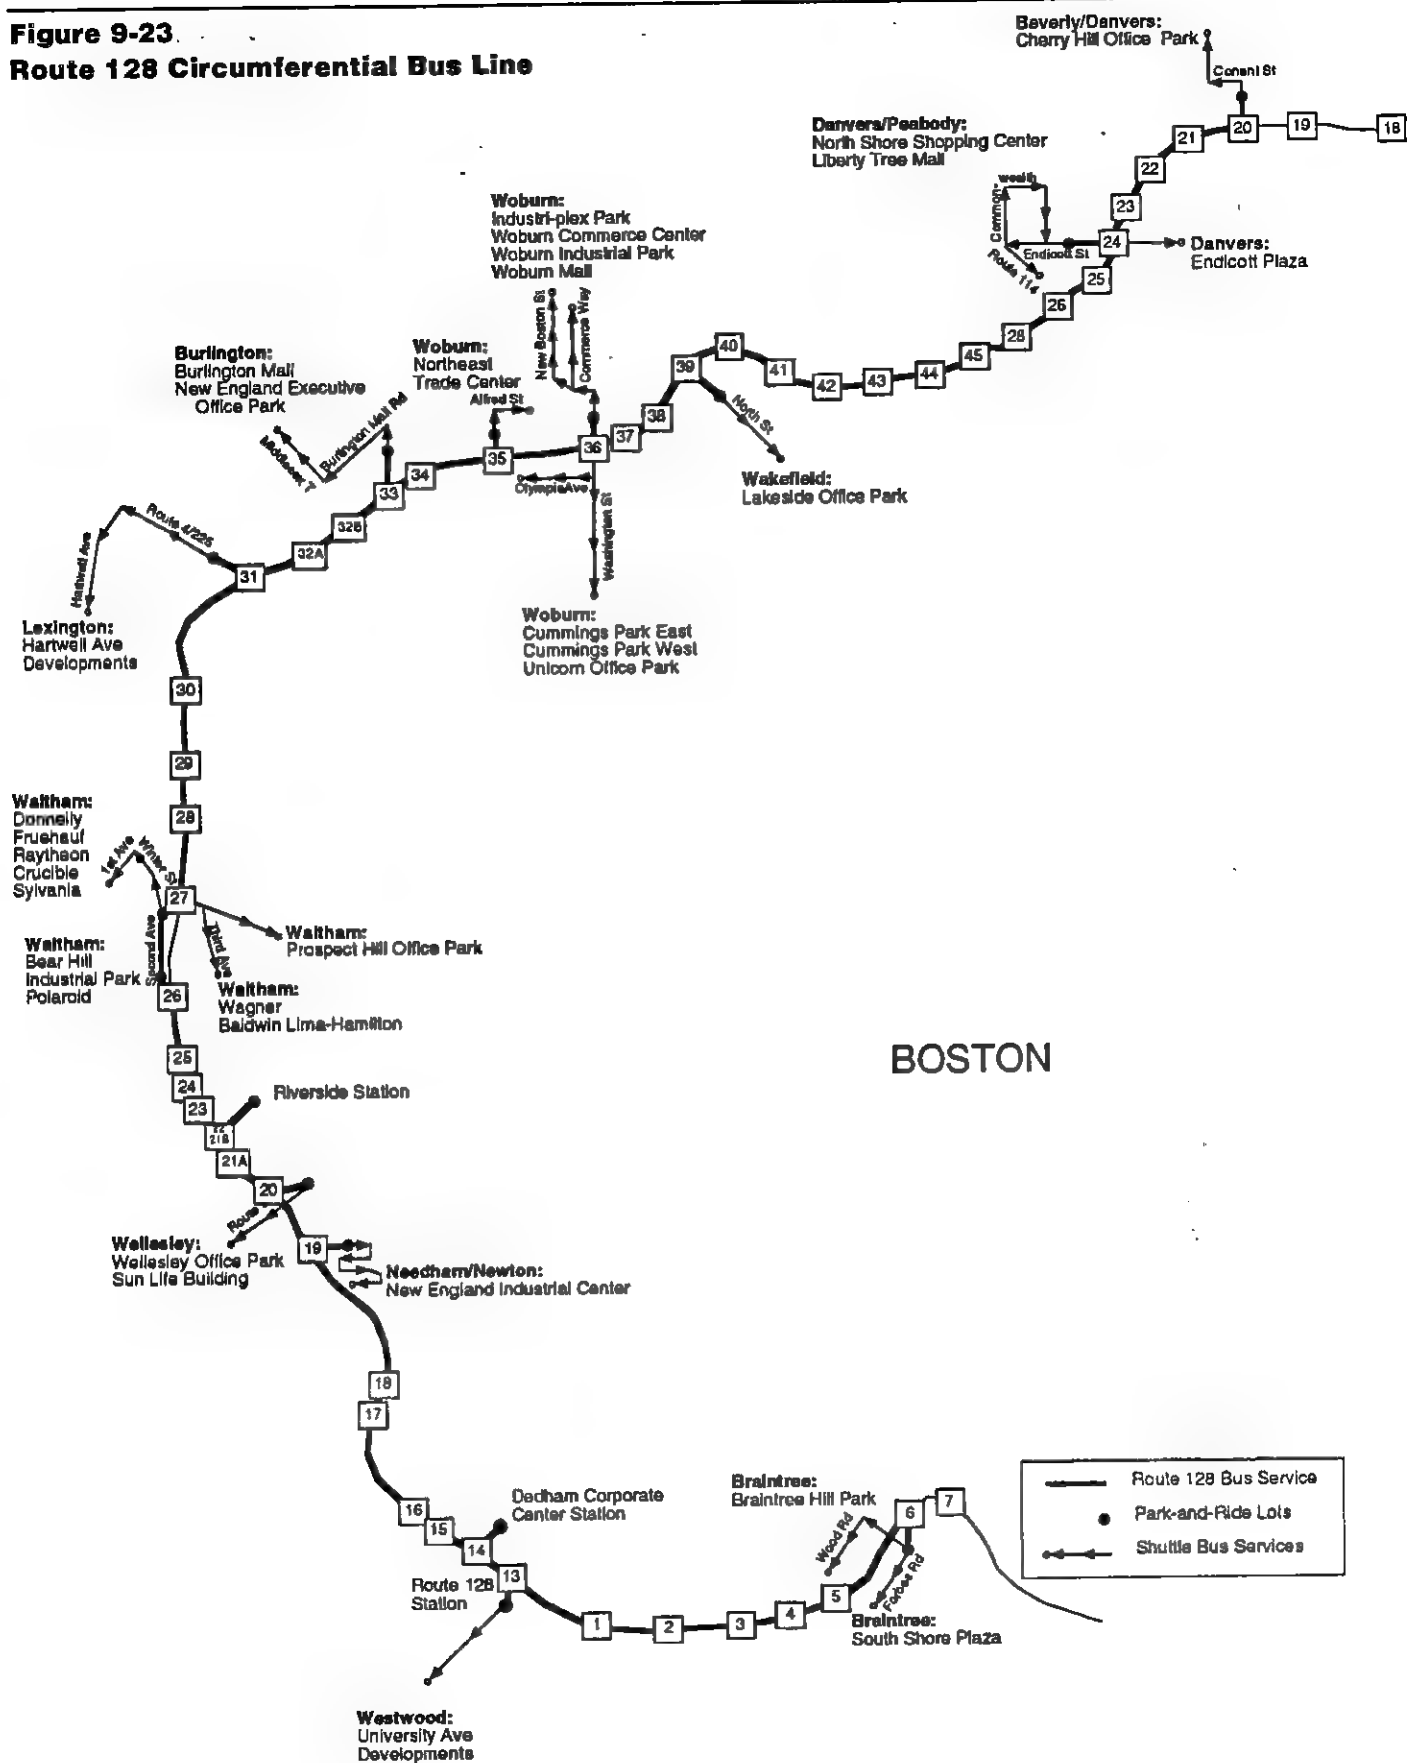 Figure 9-23
Route 128 Circumferential Bus Line
Beverly/Danvers:
Cherry Hill Office Park
Conant St
18
19
20
21
22
23
24
25
26
28
45
44
43
42
41
40
39
38
37
36
35
34
33
32B
32A
31
30
29
28
27
26
25
24
23
22
21B
21A
20
19
18
17
16
15
14
13
1
2
3
4
5
6
7
Danvers/Peabody:
North Shore Shopping Center
Liberty Tree Mall
Common-
wealth
Endicott St
Route 114
Danvers:
Endicott Plaza
Woburn:
Industri-plex Park
Woburn Commerce Center
Woburn Industrial Park
Woburn Mall
New Boston St
Commerce Way
Burlington:
Burlington Mall
New England Executive
Office Park
Burlington Mall Rd
Middlesex T
Woburn:
Northeast
Trade Center
Alfred St
North St
Wakefield:
Lakeside Office Park
Olympia Ave
Washington St
Woburn:
Cummings Park East
Cummings Park West
Unicorn Office Park
Route 4/225
Hartwell Ave
Lexington:
Hartwell Ave
Developments
Waltham:
Donnelly
Fruehauf
Raytheon
Crucible
Sylvania
1st Ave
Winter St
Second Ave
Third Ave
Waltham:
Prospect Hill Office Park
Waltham:
Bear Hill
Industrial Park
Polaroid
Waltham:
Wagner
Baldwin Lima-Hamilton
BOSTON
Riverside Station
Route
Wellesley:
Wellesley Office Park
Sun Life Building
Needham/Newton:
New England Industrial Center
Dedham Corporate
Center Station
Route 128
Station
Westwood:
University Ave
Developments
Braintree:
Braintree Hill Park
Wood Rd
Forbes Rd
Braintree:
South Shore Plaza
Route 128 Bus Service
Park-and-Ride Lots
Shuttle Bus Services